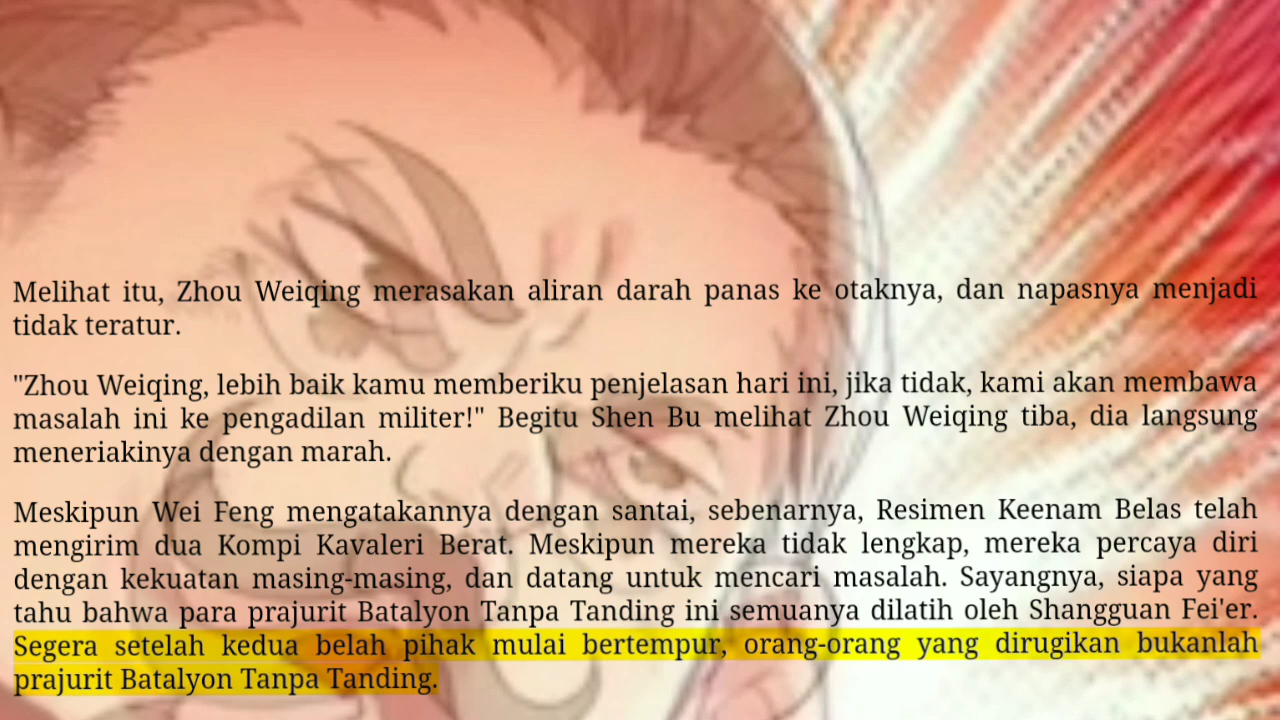 Melihat itu, Zhou Weiqing merasakan aliran darah panas ke otaknya, dan napasnya menjadi
tidak teratur.
"Zhou Weiqing, lebih baik kamu memberiku penjelasan hari ini, jika tidak, kami akan membawa
masalah ini ke pengadilan militer!" Begitu Shen Bu melihat Zhou Weiqing tiba, dia langsung
meneriakinya dengan marah.
Meskipun Wei Feng mengatakannya dengan santai, sebenarnya, Resimen Keenam Belas telah
mengirim dua Kompi Kavaleri Berat. Meskipun mereka tidak lengkap, mereka percaya diri
dengan kekuatan masing-masing, dan datang untuk mencari masalah. Sayangnya, siapa yang
tahu bahwa para prajurit Batalyon Tanpa Tanding ini semuanya dilatih oleh Shangguan Fei'er.
Segera setelah kedua belah pihak mulai bertempur, orang-orang yang dirugikan bukanlah
prajurit Batalyon Tanpa Tanding.